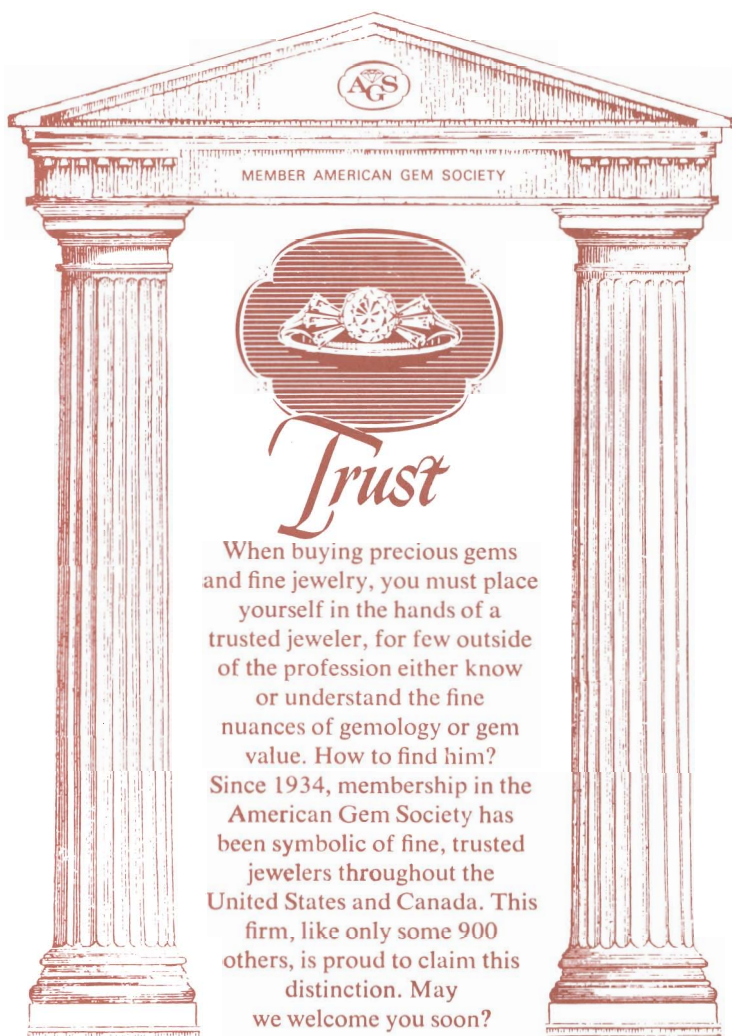 AGS
MEMBER AMERICAN GEM SOCIETY
Trust
When buying precious gems
and fine jewelry, you must place
yourself in the hands of a
trusted jeweler, for few outside
of the profession either know
or understand the fine
nuances of gemology or gem
value. How to find him?
Since 1934, membership in the
American Gem Society has
been symbolic of fine, trusted
jewelers throughout the
United States and Canada. This
firm, like only some 900
others, is proud to claim this
distinction. May
we welcome you soon?